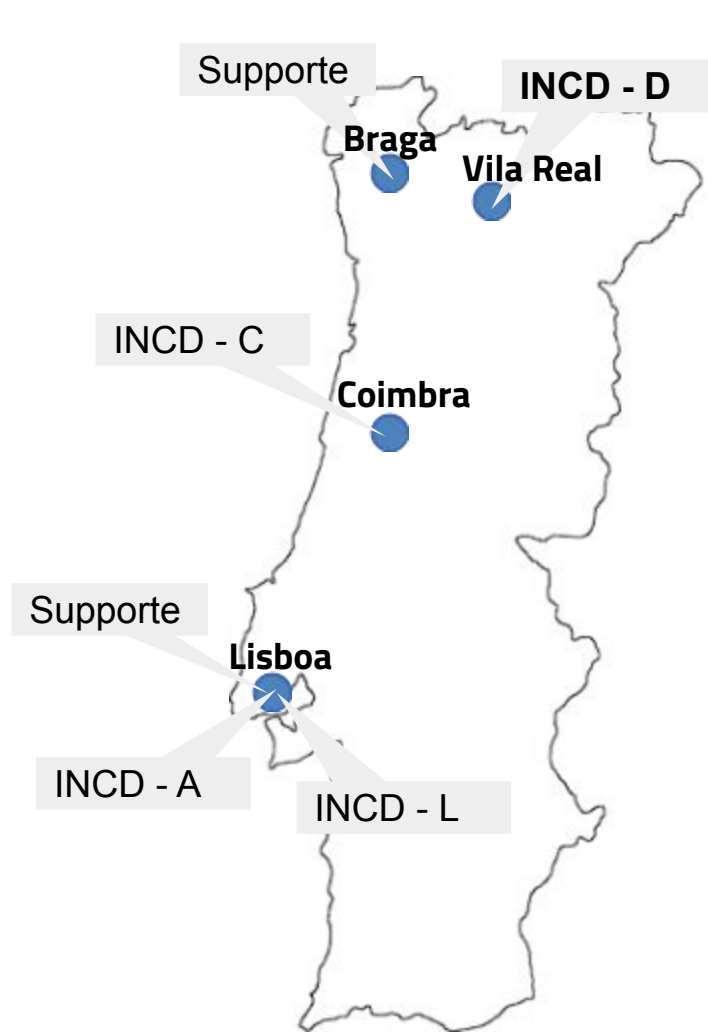 Supporte
INCD - D
Braga
Vila Real
INCD - C
Coimbra
Supporte
Lisboa
INCD - A
INCD - L